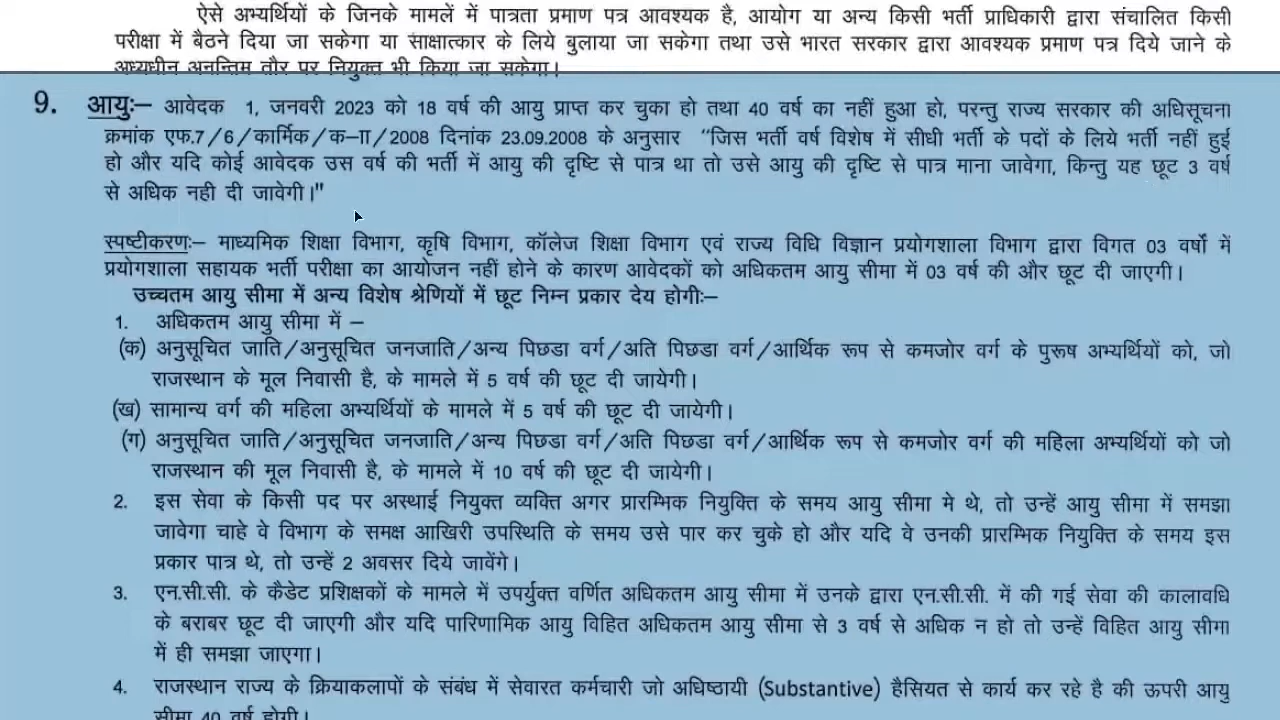 ऐसे अभ्यर्थियों के जिनके मामलें में पात्रता प्रमाण पत्र आवश्यक है, आयोग या अन्य किसी भर्ती प्राधिकारी द्वारा संचालित किसी
परीक्षा में बैठने दिया जा सकेगा या साक्षात्कार के लिये बुलाया जा सकेगा तथा उसे भारत सरकार द्वारा आवश्यक प्रमाण पत्र दिये जाने के
अध्यधीन अनन्तिम तौर पर नियुक्त भी किया जा सकेगा।
9. आयुः– आवेदक 1, जनवरी 2023 को 18 वर्ष की आयु प्राप्त कर चुका हो तथा 40 वर्ष का नहीं हुआ हो, परन्तु राज्य सरकार की अधिसूचना
क्रमांक एफ.7/6/कार्मिक/क–II/2008 दिनांक 23.09.2008 के अनुसार "जिस भर्ती वर्ष विशेष में सीधी भर्ती के पदों के लिये भर्ती नहीं हुई
हो और यदि कोई आवेदक उस वर्ष की भर्ती में आयु की दृष्टि से पात्र था तो उसे आयु की दृष्टि से पात्र माना जावेगा, किन्तु यह छूट 3 वर्ष
से अधिक नही दी जावेगी।"
स्पष्टीकरणः– माध्यमिक शिक्षा विभाग, कृषि विभाग, कॉलेज शिक्षा विभाग एवं राज्य विधि विज्ञान प्रयोगशाला विभाग द्वारा विगत 03 वर्षों में
प्रयोगशाला सहायक भर्ती परीक्षा का आयोजन नहीं होने के कारण आवेदकों को अधिकतम आयु सीमा में 03 वर्ष की और छूट दी जाएगी।
उच्चतम आयु सीमा में अन्य विशेष श्रेणियों में छूट निम्न प्रकार देय होगीः–
1. अधिकतम आयु सीमा में –
(क) अनुसूचित जाति/अनुसूचित जनजाति/अन्य पिछडा वर्ग/अति पिछडा वर्ग/आर्थिक रूप से कमजोर वर्ग के पुरूष अभ्यर्थियों को, जो
राजस्थान के मूल निवासी है, के मामले में 5 वर्ष की छूट दी जायेगी।
(ख) सामान्य वर्ग की महिला अभ्यर्थियों के मामले में 5 वर्ष की छूट दी जायेगी।
(ग) अनुसूचित जाति/अनुसूचित जनजाति/अन्य पिछडा वर्ग/अति पिछडा वर्ग/आर्थिक रूप से कमजोर वर्ग की महिला अभ्यर्थियों को जो
राजस्थान की मूल निवासी है, के मामले में 10 वर्ष की छूट दी जायेगी।
2. इस सेवा के किसी पद पर अस्थाई नियुक्त व्यक्ति अगर प्रारम्भिक नियुक्ति के समय आयु सीमा मे थे, तो उन्हें आयु सीमा में समझा
जावेगा चाहे वे विभाग के समक्ष आखिरी उपस्थिति के समय उसे पार कर चुके हो और यदि वे उनकी प्रारम्भिक नियुक्ति के समय इस
प्रकार पात्र थे, तो उन्हें 2 अवसर दिये जावेंगे।
3. एन.सी.सी. के कैडेट प्रशिक्षकों के मामले में उपर्युक्त वर्णित अधिकतम आयु सीमा में उनके द्वारा एन.सी.सी. में की गई सेवा की कालावधि
के बराबर छूट दी जाएगी और यदि पारिणामिक आयु विहित अधिकतम आयु सीमा से 3 वर्ष से अधिक न हो तो उन्हें विहित आयु सीमा
में ही समझा जाएगा।
4. राजस्थान राज्य के क्रियाकलापों के संबंध में सेवारत कर्मचारी जो अधिष्ठायी (Substantive) हैसियत से कार्य कर रहे है की ऊपरी आयु
सीमा 40 वर्ष होगी।